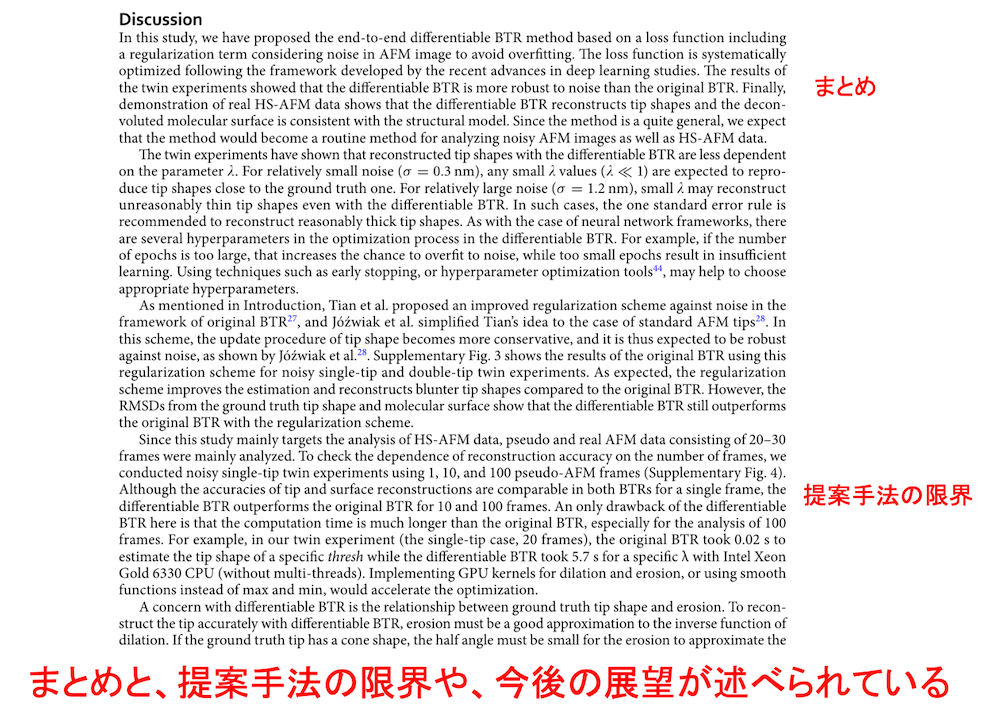 Discussion
In this study, we have proposed the end-to-end differentiable BTR method based on a loss function including
a regularization term considering noise in AFM image to avoid overfitting. The loss function is systematically
optimized following the framework developed by the recent advances in deep learning studies. The results of
the twin experiments showed that the differentiable BTR is more robust to noise than the original BTR. Finally,
demonstration of real HS-AFM data shows that the differentiable BTR reconstructs tip shapes and the decon-
voluted molecular surface is consistent with the structural model. Since the method is a quite general, we expect
that the method would become a routine method for analyzing noisy AFM images as well as HS-AFM data.
まとめ
The twin experiments have shown that reconstructed tip shapes with the differentiable BTR are less dependent
on the parameter λ. For relatively small noise (σ = 0.3 nm), any small λ values (λ ≪ 1) are expected to repro-
duce tip shapes close to the ground truth one. For relatively large noise (σ = 1.2 nm), small λ may reconstruct
unreasonably thin tip shapes even with the differentiable BTR. In such cases, the one standard error rule is
recommended to reconstruct reasonably thick tip shapes. As with the case of neural network frameworks, there
are several hyperparameters in the optimization process in the differentiable BTR. For example, if the number
of epochs is too large, that increases the chance to overfit to noise, while too small epochs result in insufficient
learning. Using techniques such as early stopping, or hyperparameter optimization tools44, may help to choose
appropriate hyperparameters.
As mentioned in Introduction, Tian et al. proposed an improved regularization scheme against noise in the
framework of original BTR27, and Jóźwiak et al. simplified Tian's idea to the case of standard AFM tips28. In
this scheme, the update procedure of tip shape becomes more conservative, and it is thus expected to be robust
against noise, as shown by Jóźwiak et al.28. Supplementary Fig. 3 shows the results of the original BTR using this
regularization scheme for noisy single-tip and double-tip twin experiments. As expected, the regularization
scheme improves the estimation and reconstructs blunter tip shapes compared to the original BTR. However, the
RMSDs from the ground truth tip shape and molecular surface show that the differentiable BTR still outperforms
the original BTR with the regularization scheme.
Since this study mainly targets the analysis of HS-AFM data, pseudo and real AFM data consisting of 20–30
frames were mainly analyzed. To check the dependence of reconstruction accuracy on the number of frames, we
conducted noisy single-tip twin experiments using 1, 10, and 100 pseudo-AFM frames (Supplementary Fig. 4).
Although the accuracies of tip and surface reconstructions are comparable in both BTRs for a single frame, the
differentiable BTR outperforms the original BTR for 10 and 100 frames. An only drawback of the differentiable
BTR here is that the computation time is much longer than the original BTR, especially for the analysis of 100
frames. For example, in our twin experiment (the single-tip case, 20 frames), the original BTR took 0.02 s to
estimate the tip shape of a specific thresh while the differentiable BTR took 5.7 s for a specific λ with Intel Xeon
Gold 6330 CPU (without multi-threads). Implementing GPU kernels for dilation and erosion, or using smooth
functions instead of max and min, would accelerate the optimization.
提案手法の限界
A concern with differentiable BTR is the relationship between ground truth tip shape and erosion. To recon-
struct the tip accurately with differentiable BTR, erosion must be a good approximation to the inverse function of
dilation. If the ground truth tip has a cone shape, the half angle must be small for the erosion to approximate the
まとめと、提案手法の限界や、今後の展望が述べられている